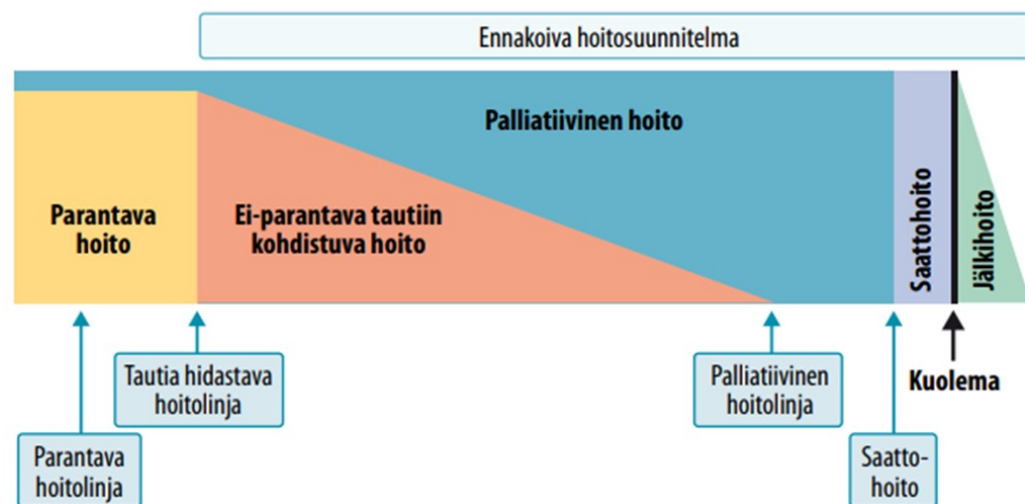 Ennakoiva hoitosuunnitelma
Palliatiivinen hoito
Parantava
hoito
Ei-parantava tautiin
kohdistuva hoito
Saattohoito
Jälkihoito
Tautia hidastava
hoitolinja
Palliatiivinen
hoitolinja
Kuolema
Parantava
hoitolinja
Saatto-
hoito